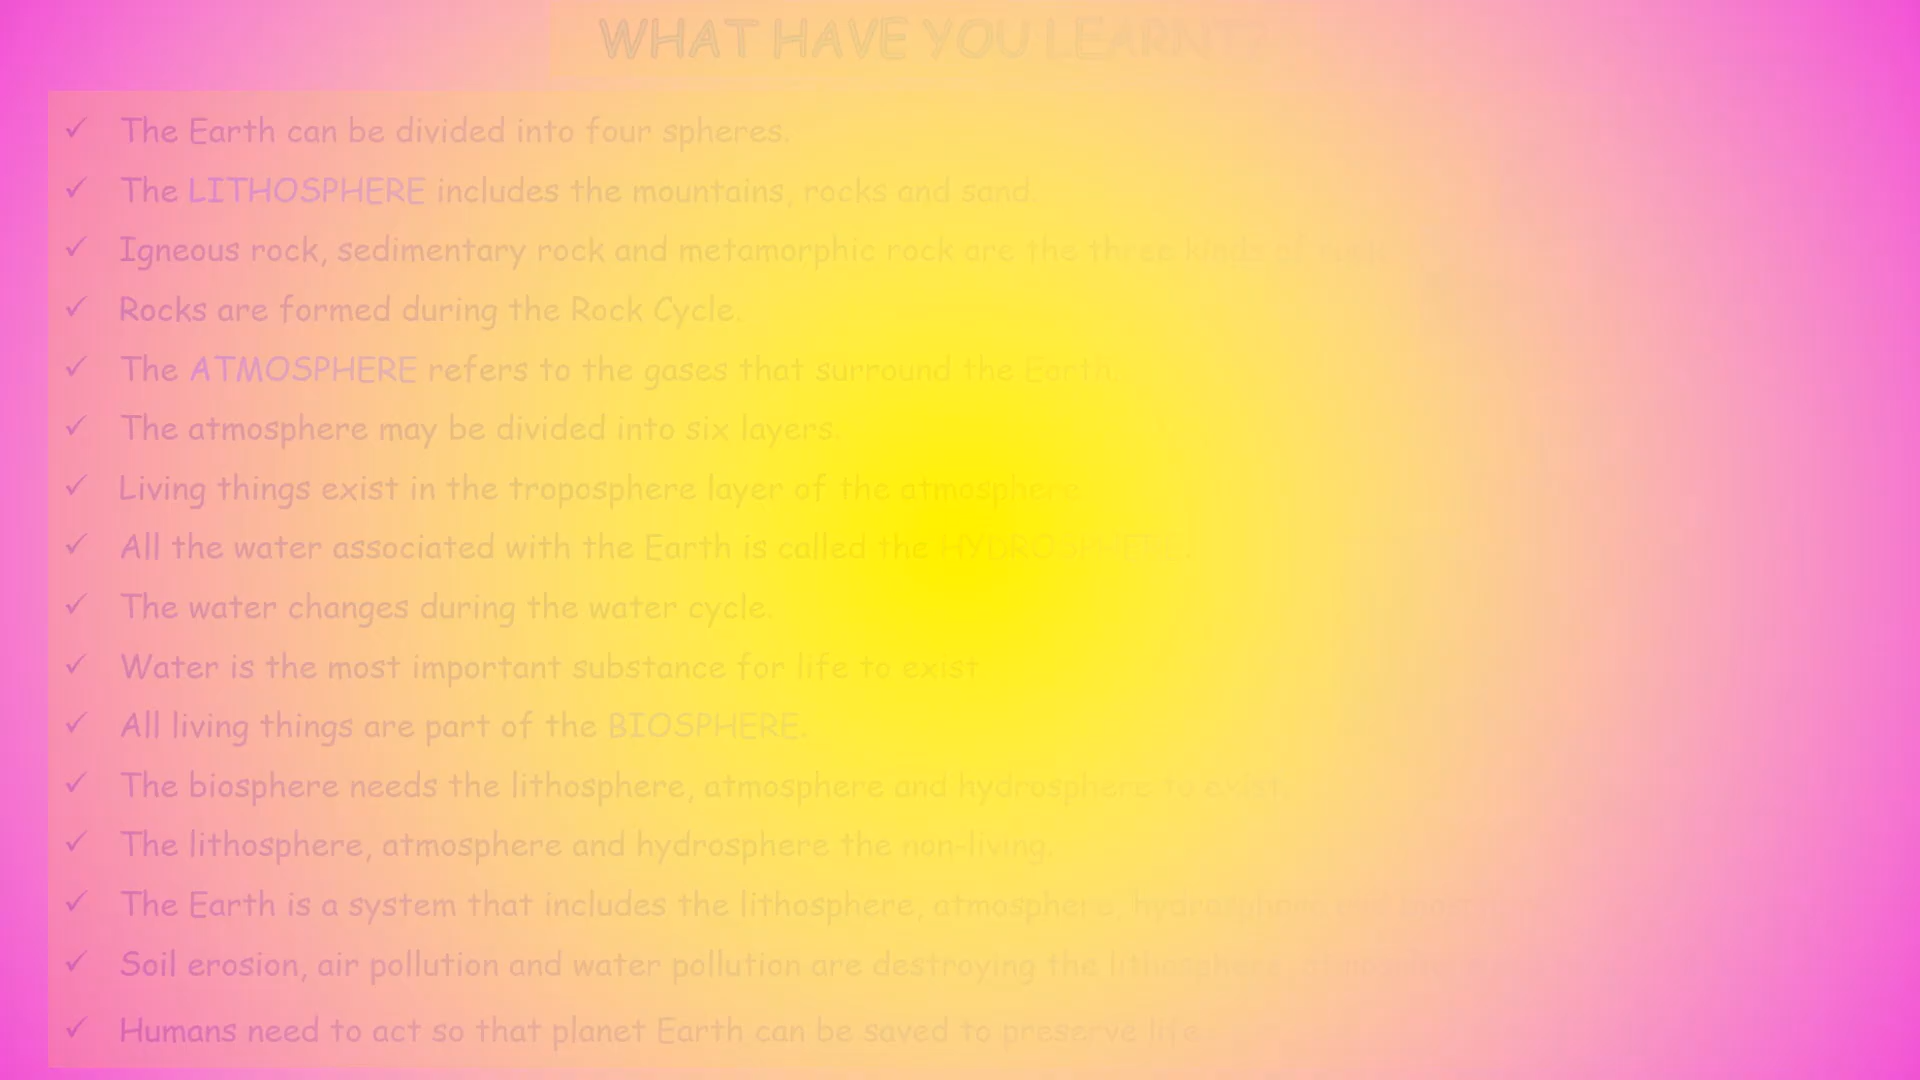 WHAT HAVE YOU LEARNT?
✓ The Earth can be divided into four spheres.
✓ The LITHOSPHERE includes the mountains, rocks and sand.
✓ Igneous rock, sedimentary rock and metamorphic rock are the three kinds of
✓ Rocks are formed during the Rock Cycle.
✓ The ATMOSPHERE refers to the gases that surround the Earth.
✓ The atmosphere may be divided into six layers.
✓ Living things exist in the troposphere layer of the atmosphere.
✓ All the water associated with the Earth is called the HYDROSPHERE.
✓ The water changes during the water cycle.
✓ Water is the most important substance for life to exist
✓ All living things are part of the BIOSPHERE.
✓ The biosphere needs the lithosphere, atmosphere and hydrosphere to exist.
✓ The lithosphere, atmosphere and hydrosphere the non-living.
✓ The Earth is a system that includes the lithosphere, atmosphere, hydrosphere and
✓ Soil erosion, air pollution and water pollution are destroying the lithosphere, atmosphere
✓ Humans need to act so that planet Earth can be saved to preserve life